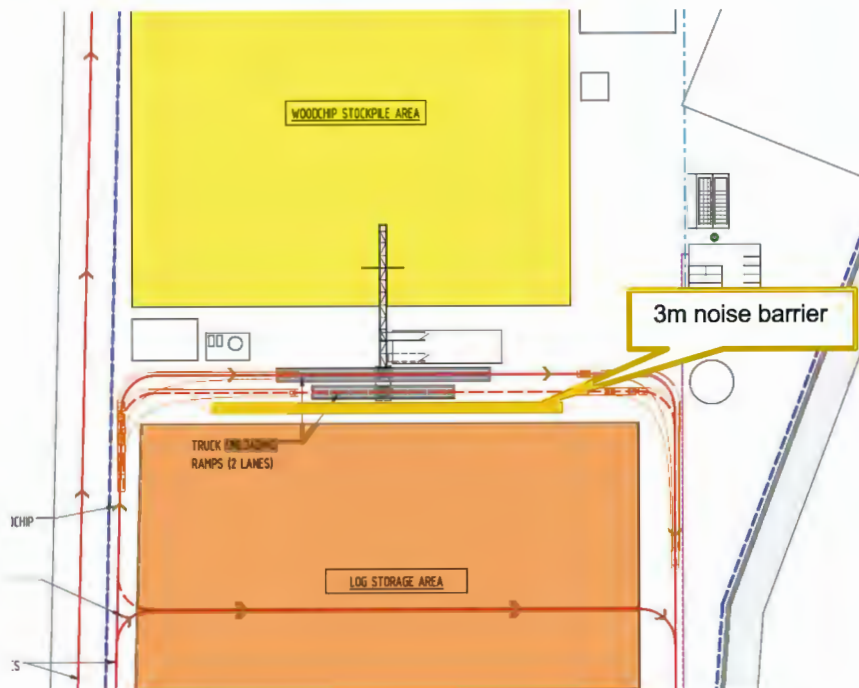 WOODCHIP STOCKPILE AREA
3m noise barrier
TRUCK
RAMPS (2 LANES)
LOG STORAGE AREA